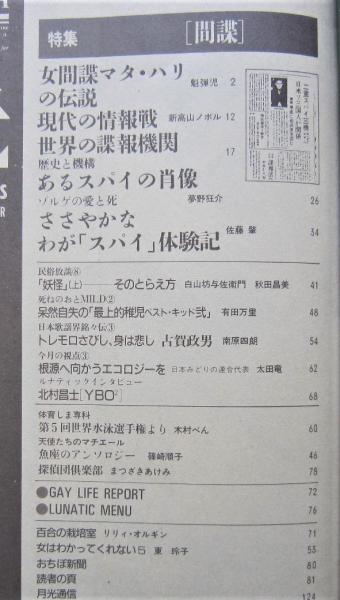 特集 [間諜]
女間諜マタ・ハリ
の伝説 魁弾児 2
現代の情報戦 新高山ノボル 12
世界の諜報機関 17
歴史と機構
あるスパイの肖像
ゾルゲの愛と死 夢野狂介 26
ささやかな
わが「スパイ」体験記 佐藤肇 34
民俗放談⑧
「妖怪」(上)——そのとらえ方 白山坊与左衛門 秋田昌美 41
死ねのおとMILD②
呆然自失の「最上的稚児ベスト・キッド弐」 有田万里 48
日本歌謡界銘々伝③
トレモロさびし、身は悲し 古賀政男 南原四朗 54
今月の視点③
根源へ向かうエコロジーを 日本みどりの連合代表 太田竜 62
ルナティックインタビュー
北村昌士[YBO²] 68
体育しま専科
第5回世界水泳選手権より 木村べん 60
天使たちのマチエール
魚座のアンソロジー 篠崎順子 46
探偵団倶楽部 まつざきあけみ 78
●GAY LIFE REPORT 72
●LUNATIC MENU 76
百合の栽培室 リリィ・オルギン 71
女はわかってくれない5 東玲子 53
おちぼ新聞 80
読者の頁 81
月光通信 124